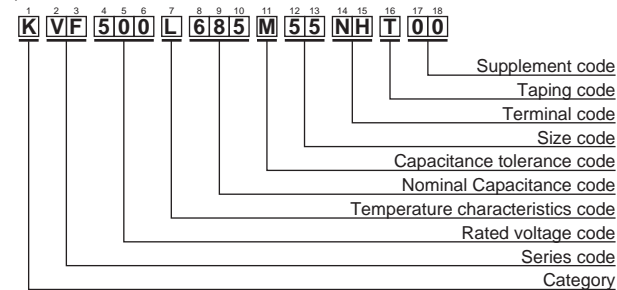 1 2 3 4 5 6 7 8 9 10 11 12 13 14 15 16 17 18
K VF 500 L 685 M 55 NH T 00
Supplement code
Taping code
Terminal code
Size code
Capacitance tolerance code
Nominal Capacitance code
Temperature characteristics code
Rated voltage code
Series code
Category